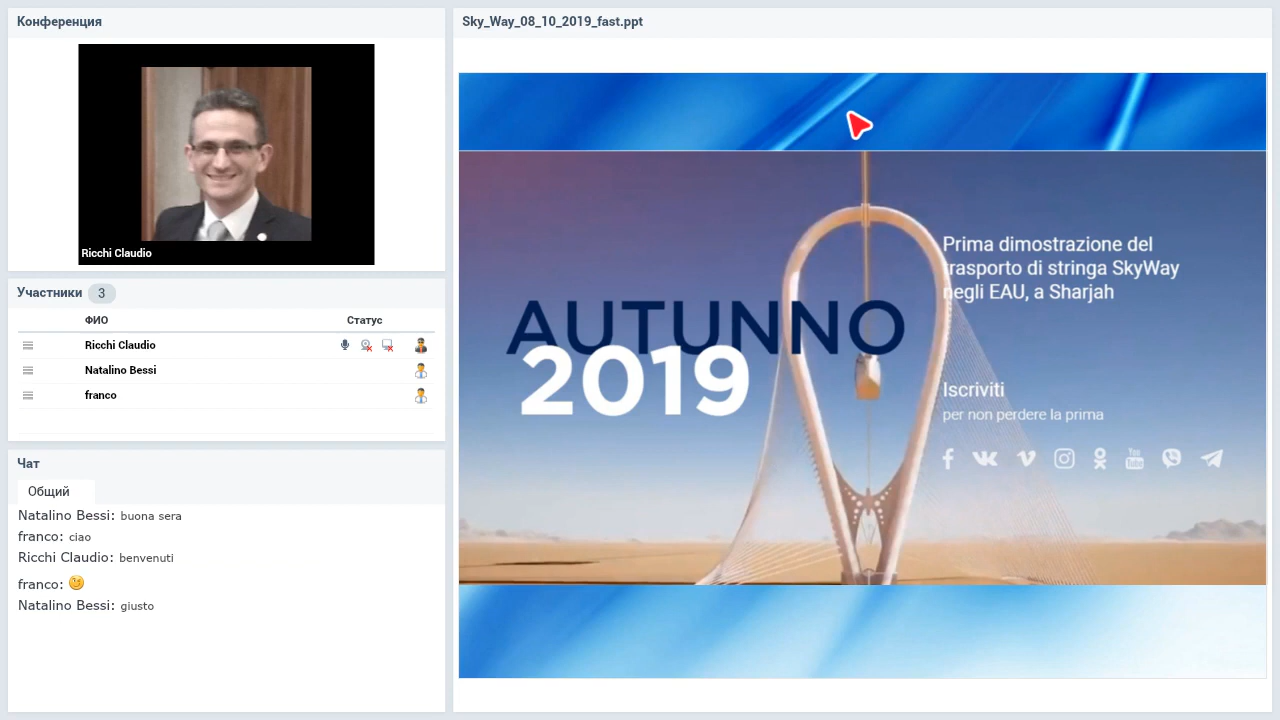 Конференция
Ricchi Claudio
Участники 3
ФИО Статус
Ricchi Claudio
Natalino Bessi
franco
Чат
Общий
Natalino Bessi: buona sera
franco: ciao
Ricchi Claudio: benvenuti
franco:
Natalino Bessi: giusto
Sky_Way_08_10_2019_fast.ppt
AUTUNNO
2019
Prima dimostrazione del
trasporto di stringa SkyWay
negli EAU, a Sharjah
Iscriviti
per non perdere la prima
You
Tube